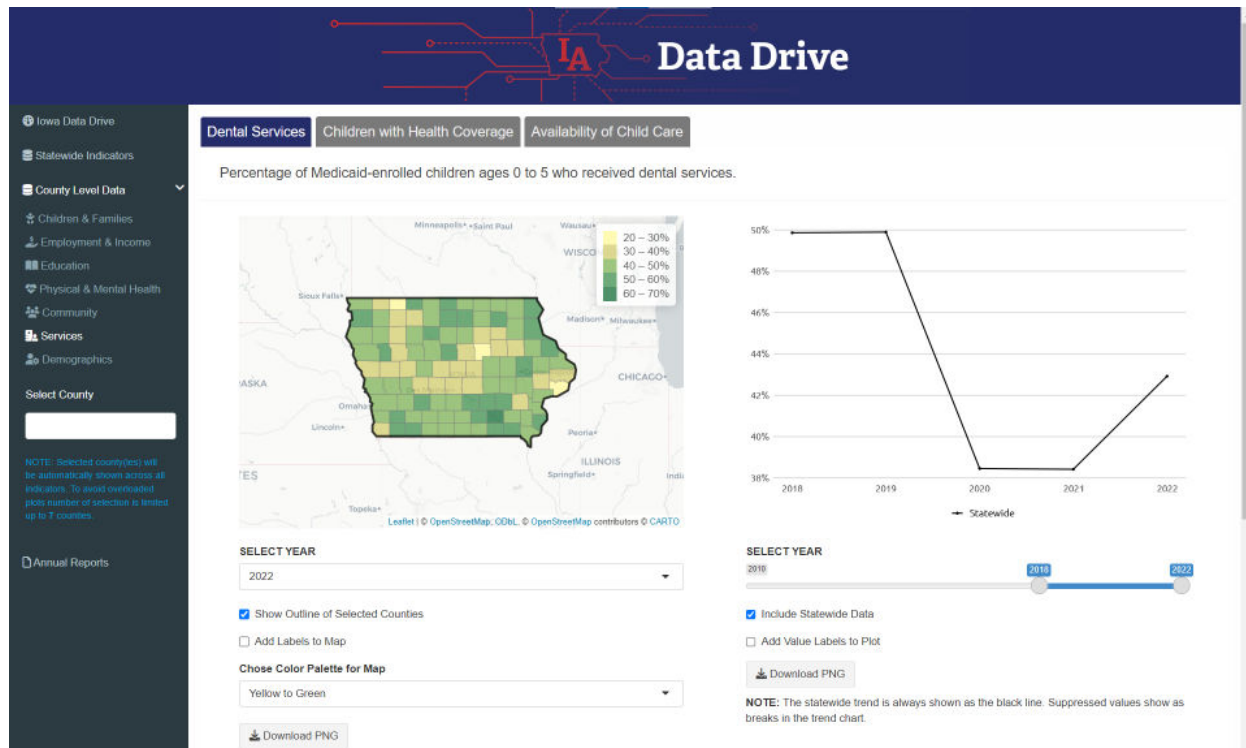 IA Data Drive
Iowa Data Drive
Statewide Indicators
County Level Data
Children & Families
Employment & Income
Education
Physical & Mental Health
Community
Services
Demographics
Select County
NOTE: Selected county(ies) will
be automatically shown across all
indicators. To avoid overloaded
plots number of selection is limited
up to 7 counties.
Annual Reports
Dental Services
Children with Health Coverage
Availability of Child Care
Percentage of Medicaid-enrolled children ages 0 to 5 who received dental services.
Minneapolis Saint Paul
Wausau
WISCO
20 – 30%
30 – 40%
40 – 50%
50 – 60%
60 – 70%
Sioux Falls
Madison Milwaukee
ASKA
CHICAGO
Omaha
Lincoln
Peoria
ILLINOIS
TES
Springfield
Indi
Topeka
Leaflet | © OpenStreetMap, ODbL, © OpenStreetMap contributors © CARTO
SELECT YEAR
2022
Show Outline of Selected Counties
Add Labels to Map
Chose Color Palette for Map
Yellow to Green
Download PNG
50%
48%
46%
44%
42%
40%
38%
2018 2019 2020 2021 2022
Statewide
SELECT YEAR
2010 2018 2022
Include Statewide Data
Add Value Labels to Plot
Download PNG
NOTE: The statewide trend is always shown as the black line. Suppressed values show as
breaks in the trend chart.